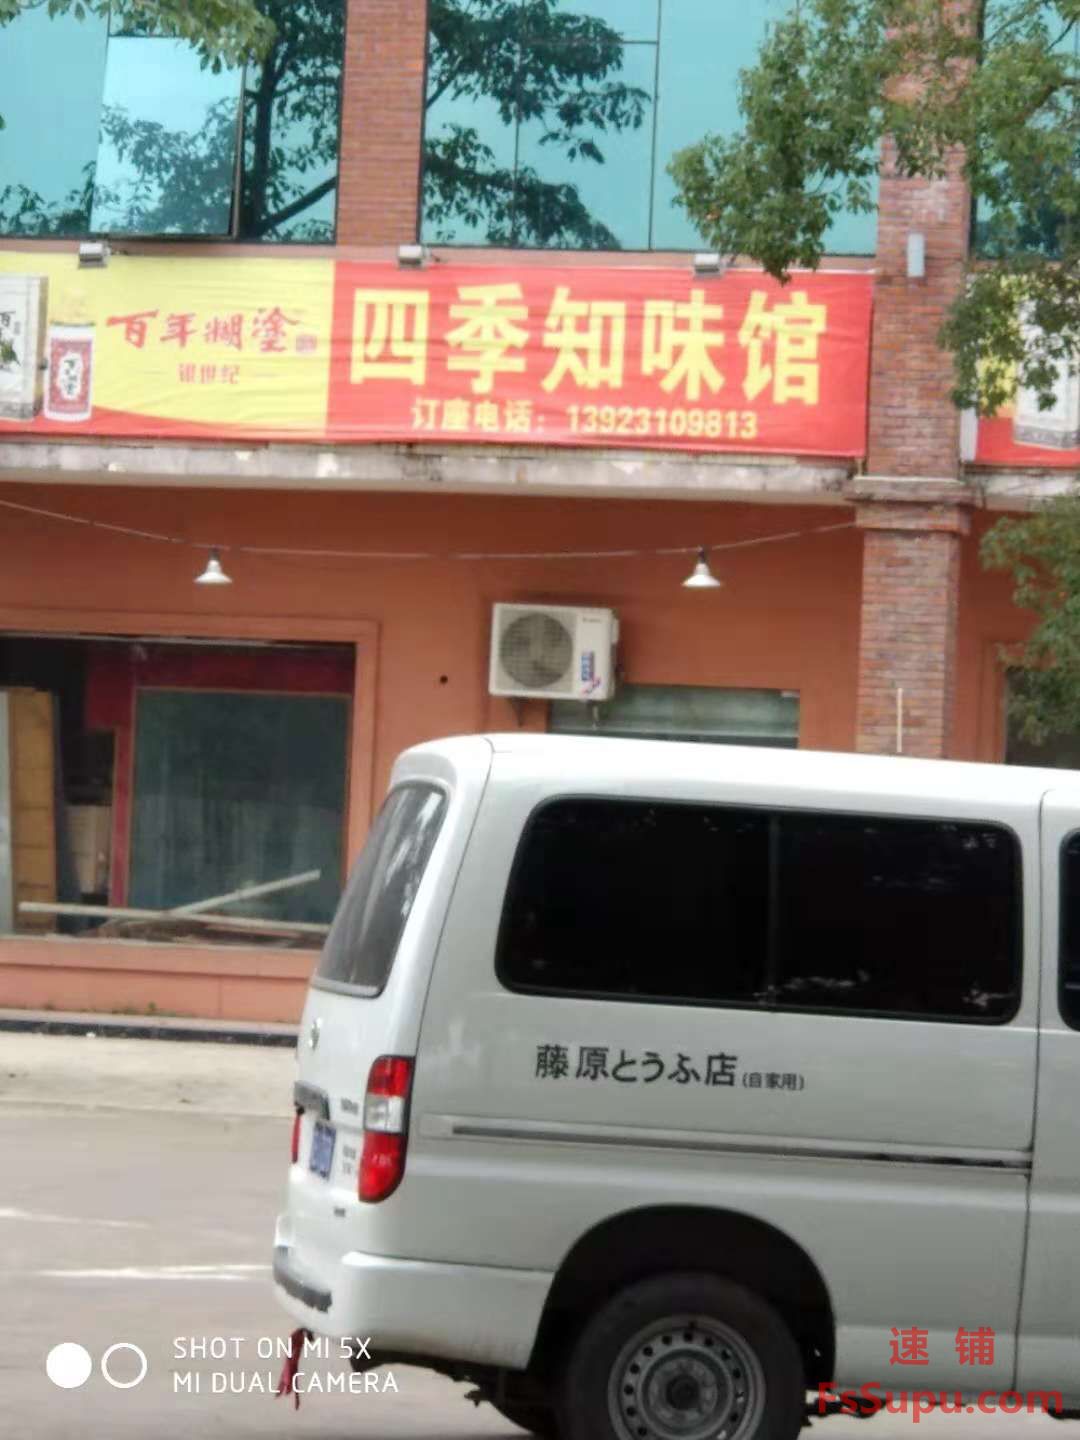 百年糊塗
银世纪
四季知味馆
订座电话：13923109813
藤原とうふ店(自家用)
SHOT ON MI 5X
MI DUAL CAMERA
速铺
FsSupu.com